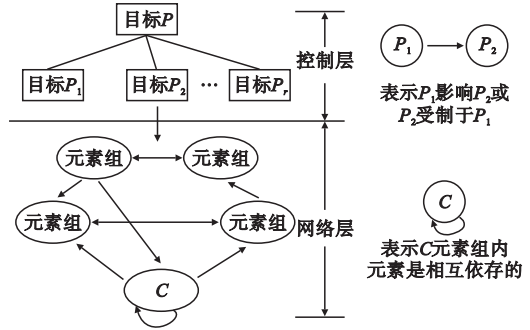 目标P
目标P₁
目标P₂
···
目标Pᵣ
控制层
P₁
P₂
表示P₁影响P₂或
P₂受制于P₁
元素组
元素组
元素组
元素组
C
网络层
C
表示C元素组内
元素是相互依存的